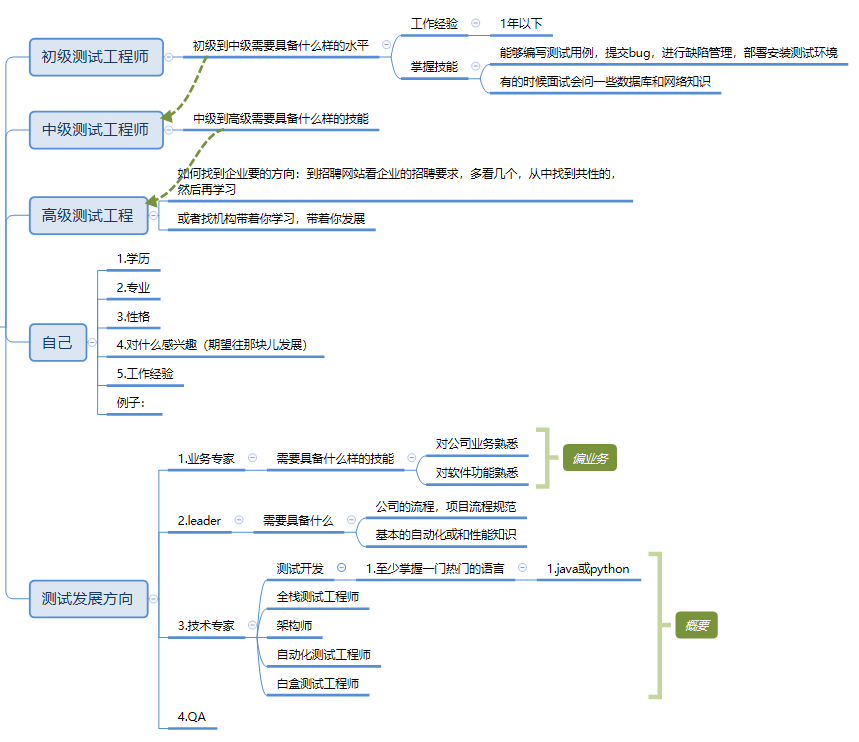 初级测试工程师
初级到中级需要具备什么样的水平
工作经验
1年以下
掌握技能
能够编写测试用例，提交bug，进行缺陷管理，部署安装测试环境
有的时候面试会问一些数据库和网络知识
中级测试工程师
中级到高级需要具备什么样的技能
高级测试工程
如何找到企业要的方向：到招聘网站看企业的招聘要求，多看几个，从中找到共性的，
然后再学习
或者找机构带着你学习，带着你发展
自己
1.学历
2.专业
3.性格
4.对什么感兴趣（期望往那块儿发展）
5.工作经验
例子：
测试发展方向
1.业务专家
需要具备什么样的技能
对公司业务熟悉
对软件功能熟悉
偏业务
2.leader
需要具备什么
公司的流程，项目流程规范
基本的自动化或和性能知识
3.技术专家
测试开发
1.至少掌握一门热门的语言
1.java或python
全栈测试工程师
架构师
自动化测试工程师
白盒测试工程师
概要
4.QA